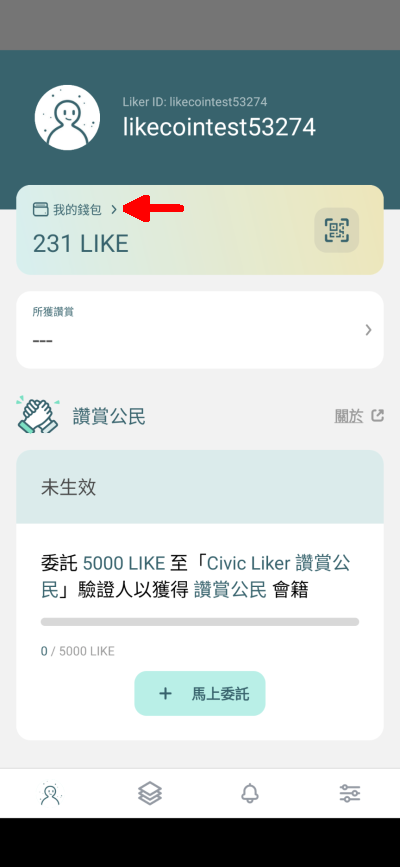 Liker ID: likecointest53274
likecointest53274
我的錢包
231 LIKE
所獲讚賞
---
讚賞公民
關於
未生效
委託 5000 LIKE 至「Civic Liker 讚賞公
民」驗證人以獲得 讚賞公民 會籍
0 / 5000 LIKE
+ 馬上委託